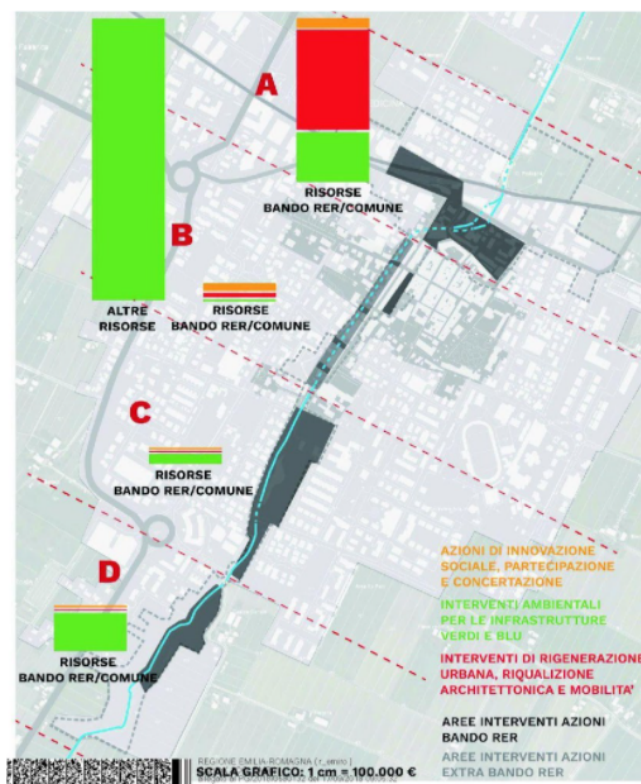 A
RISORSE
BANDO RER/COMUNE
B
ALTRE
RISORSE
RISORSE
BANDO RER/COMUNE
C
RISORSE
BANDO RER/COMUNE
D
RISORSE
BANDO RER/COMUNE
AZIONI DI INNOVAZIONE
SOCIALE, PARTECIPAZIONE
E CONCERTAZIONE
INTERVENTI AMBIENTALI
PER LE INFRASTRUTTURE
VERDI E BLU
INTERVENTI DI RIGENERAZIONE
URBANA, RIQUALIZIONE
ARCHITETTONICA E MOBILITA'
AREE INTERVENTI AZIONI
BANDO RER
AREE INTERVENTI AZIONI
EXTRA BANDO RER
REGIONE EMILIA-ROMAGNA
SCALA GRAFICO: 1 cm = 100.000 €